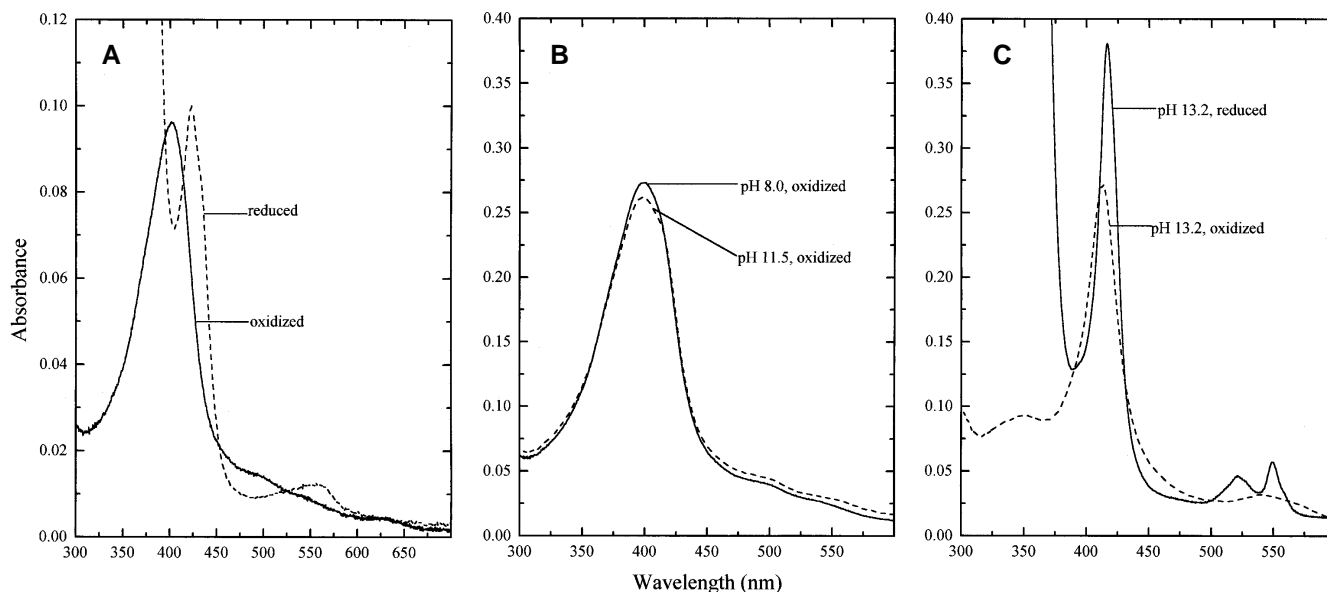 A
0.12
0.10
0.08
0.06
0.04
0.02
0.00
reduced
oxidized
300 350 400 450 500 550 600 650
Absorbance
B
0.40
0.35
0.30
0.25
0.20
0.15
0.10
0.05
0.00
pH 8.0, oxidized
pH 11.5, oxidized
300 350 400 450 500 550
Wavelength (nm)
C
0.40
0.35
0.30
0.25
0.20
0.15
0.10
0.05
0.00
pH 13.2, reduced
pH 13.2, oxidized
300 350 400 450 500 550